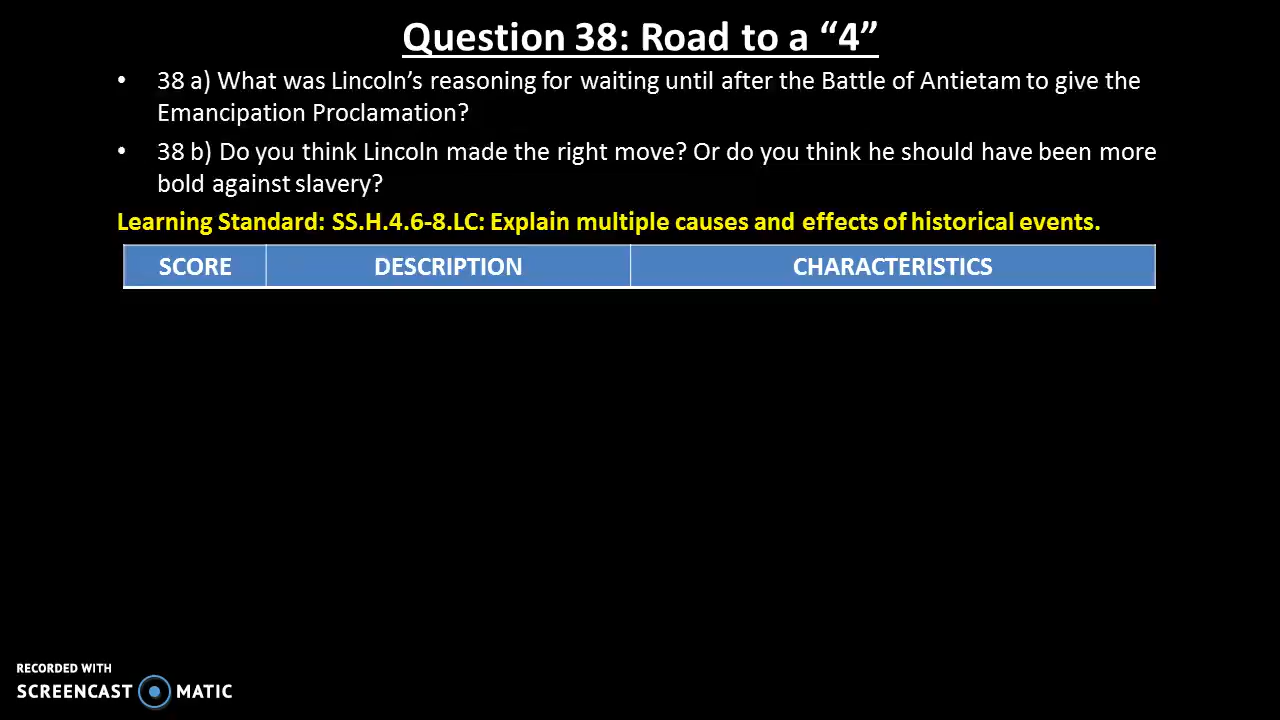 Question 38: Road to a “4”
• 38 a) What was Lincoln’s reasoning for waiting until after the Battle of Antietam to give the
Emancipation Proclamation?
• 38 b) Do you think Lincoln made the right move? Or do you think he should have been more
bold against slavery?
Learning Standard: SS.H.4.6-8.LC: Explain multiple causes and effects of historical events.
SCORE DESCRIPTION CHARACTERISTICS
RECORDED WITH
SCREENCAST MATIC